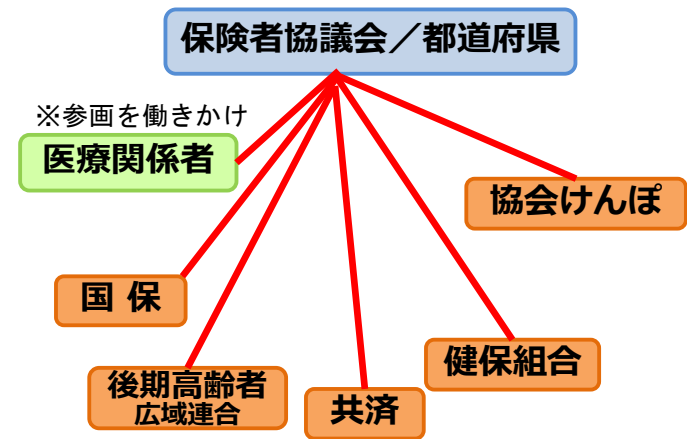 保険者協議会／都道府県
※参画を働きかけ
医療関係者
協会けんぽ
国 保
健保組合
後期高齢者
広域連合
共済